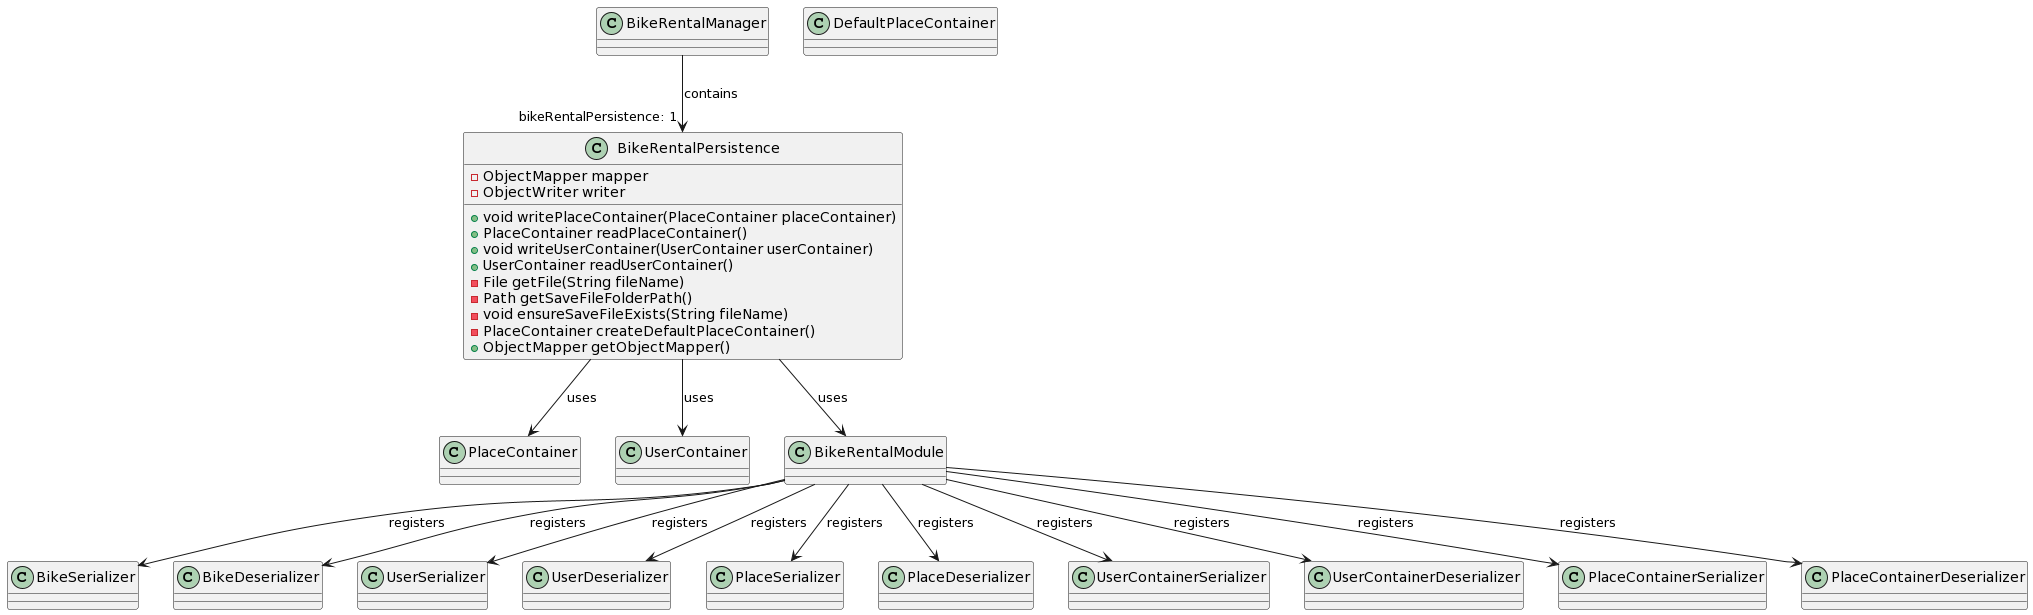 C BikeRentalManager
C DefaultPlaceContainer
contains
bikeRentalPersistence: 1
C BikeRentalPersistence
ObjectMapper mapper
ObjectWriter writer
void writePlaceContainer(PlaceContainer placeContainer)
PlaceContainer readPlaceContainer()
void writeUserContainer(UserContainer userContainer)
UserContainer readUserContainer()
File getFile(String fileName)
Path getSaveFileFolderPath()
void ensureSaveFileExists(String fileName)
PlaceContainer createDefaultPlaceContainer()
ObjectMapper getObjectMapper()
uses
uses
uses
C PlaceContainer
C UserContainer
C BikeRentalModule
registers
registers
registers
registers
registers
registers
registers
registers
registers
registers
C BikeSerializer
C BikeDeserializer
C UserSerializer
C UserDeserializer
C PlaceSerializer
C PlaceDeserializer
C UserContainerSerializer
C UserContainerDeserializer
C PlaceContainerSerializer
C PlaceContainerDeserializer